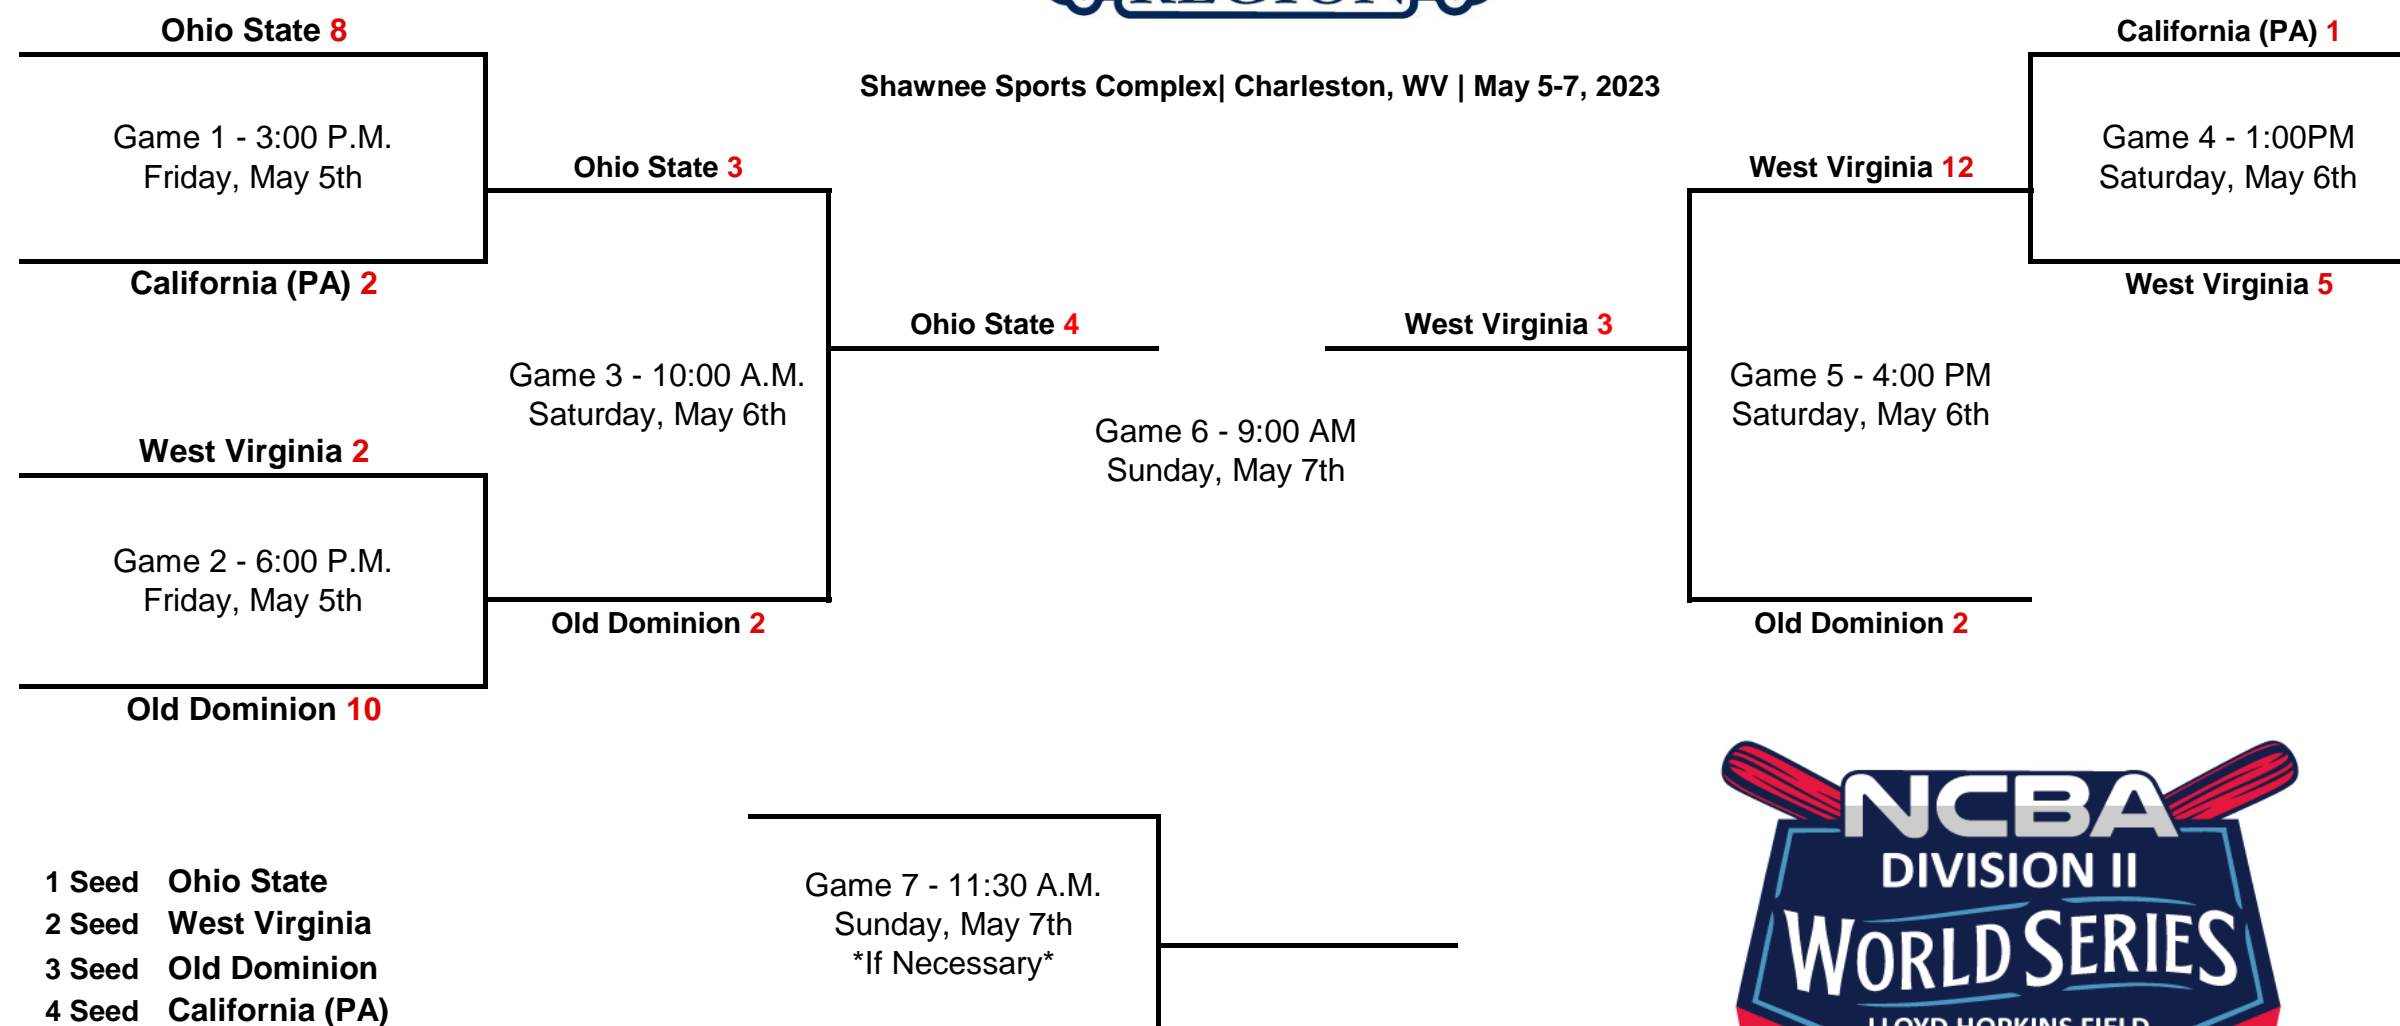 REGION
Ohio State 8
California (PA) 1
Shawnee Sports Complex| Charleston, WV | May 5-7, 2023
Game 1 - 3:00 P.M.
Friday, May 5th
Game 4 - 1:00PM
Saturday, May 6th
Ohio State 3
West Virginia 12
California (PA) 2
West Virginia 5
Ohio State 4
West Virginia 3
Game 3 - 10:00 A.M.
Saturday, May 6th
Game 5 - 4:00 PM
Saturday, May 6th
Game 6 - 9:00 AM
Sunday, May 7th
West Virginia 2
Game 2 - 6:00 P.M.
Friday, May 5th
Old Dominion 2
Old Dominion 2
Old Dominion 10
1 Seed Ohio State
2 Seed West Virginia
3 Seed Old Dominion
4 Seed California (PA)
Game 7 - 11:30 A.M.
Sunday, May 7th
*If Necessary*
NCBA
DIVISION II
WORLD SERIES
LLOYD HOPKINS FIELD